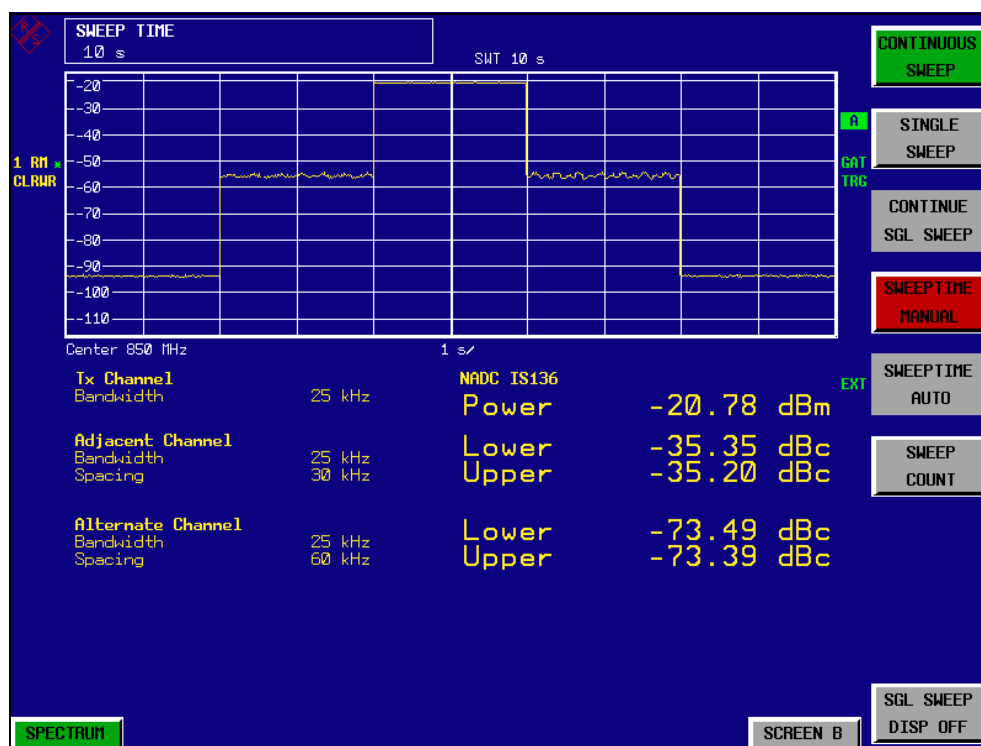 R
S
SWEEP TIME
10 s
SWT 10 s
-20
-30
-40
-50
-60
-70
-80
-90
-100
-110
1 RM *
CLRWR
A
GAT
TRG
Center 850 MHz
1 s/
Tx Channel
Bandwidth 25 kHz
NADC IS136
Power -20.78 dBm
EXT
Adjacent Channel
Bandwidth 25 kHz
Spacing 30 kHz
Lower -35.35 dBc
Upper -35.20 dBc
Alternate Channel
Bandwidth 25 kHz
Spacing 60 kHz
Lower -73.49 dBc
Upper -73.39 dBc
CONTINUOUS
SWEEP
SINGLE
SWEEP
CONTINUE
SGL SWEEP
SWEEPTIME
MANUAL
SWEEPTIME
AUTO
SWEEP
COUNT
SGL SWEEP
DISP OFF
SPECTRUM
SCREEN B